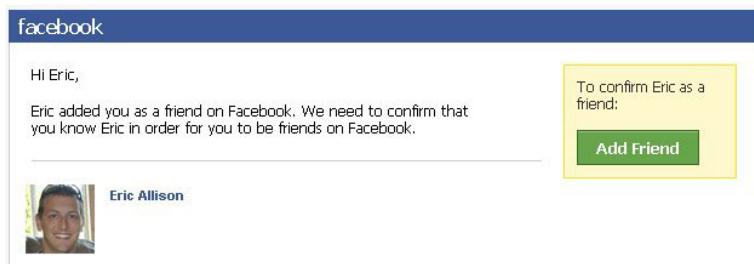 facebook
Hi Eric,
Eric added you as a friend on Facebook. We need to confirm that
you know Eric in order for you to be friends on Facebook.
To confirm Eric as a
friend:
Add Friend
Eric Allison